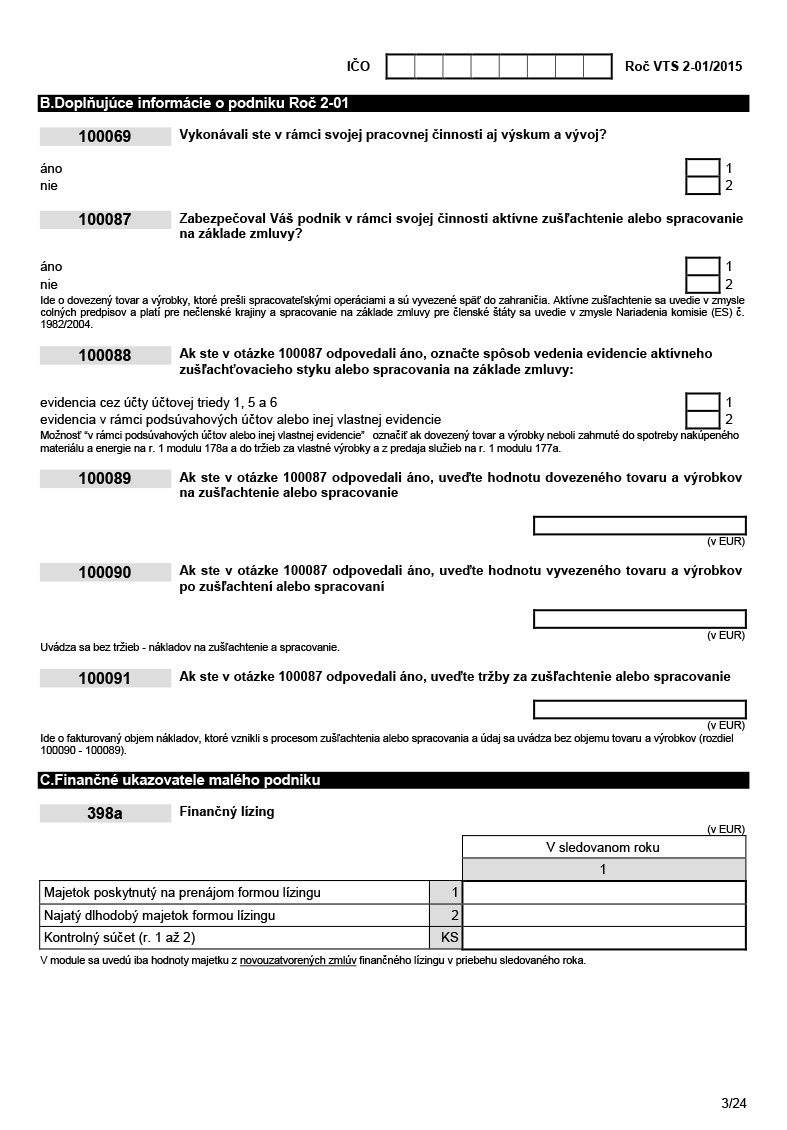 IČO Roč VTS 2-01/2015
B.Doplňujúce informácie o podniku Roč 2-01
100069 Vykonávali ste v rámci svojej pracovnej činnosti aj výskum a vývoj?
áno 1
nie 2
100087 Zabezpečoval Váš podnik v rámci svojej činnosti aktívne zušľachtenie alebo spracovanie
na základe zmluvy?
áno 1
nie 2
Ide o dovezený tovar a výrobky, ktoré prešli spracovateľskými operáciami a sú vyvezené späť do zahraničia. Aktívne zušľachtenie sa uvedie v zmysle
colných predpisov a platí pre nečlenské krajiny a spracovanie na základe zmluvy pre členské štáty sa uvedie v zmysle Nariadenia komisie (ES) č.
1982/2004.
100088 Ak ste v otázke 100087 odpovedali áno, označte spôsob vedenia evidencie aktívneho
zušľachťovacieho styku alebo spracovania na základe zmluvy:
evidencia cez účty účtovej triedy 1, 5 a 6 1
evidencia v rámci podsúvahových účtov alebo inej vlastnej evidencie 2
Možnosť “v rámci podsúvahových účtov alebo inej vlastnej evidencie” označiť ak dovezený tovar a výrobky neboli zahrnuté do spotreby nakúpeného
materiálu a energie na r. 1 modulu 178a a do tržieb za vlastné výrobky a z predaja služieb na r. 1 modulu 177a.
100089 Ak ste v otázke 100087 odpovedali áno, uveďte hodnotu dovezeného tovaru a výrobkov
na zušľachtenie alebo spracovanie
(v EUR)
100090 Ak ste v otázke 100087 odpovedali áno, uveďte hodnotu vyvezeného tovaru a výrobkov
po zušľachtení alebo spracovaní
(v EUR)
Uvádza sa bez tržieb - nákladov na zušľachtenie a spracovanie.
100091 Ak ste v otázke 100087 odpovedali áno, uveďte tržby za zušľachtenie alebo spracovanie
(v EUR)
Ide o fakturovaný objem nákladov, ktoré vznikli s procesom zušľachtenia alebo spracovania a údaj sa uvádza bez objemu tovaru a výrobkov (rozdiel
100090 - 100089).
C.Finančné ukazovatele malého podniku
398a Finančný lízing
(v EUR)
V sledovanom roku
1
Majetok poskytnutý na prenájom formou lízingu 1
Najatý dlhodobý majetok formou lízingu 2
Kontrolný súčet (r. 1 až 2) KS
V module sa uvedú iba hodnoty majetku z novouzatvorených zmlúv finančného lízingu v priebehu sledovaného roka.
3/24